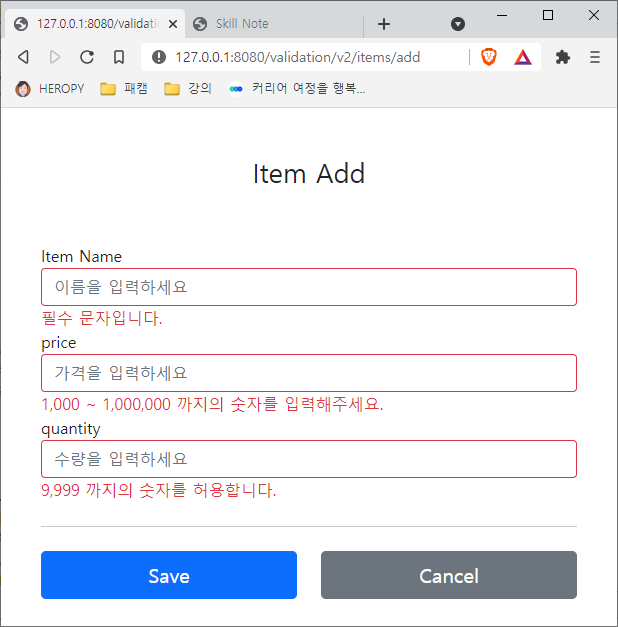 127.0.0.1:8080/validati
Skill Note
127.0.0.1:8080/validation/v2/items/add
HEROPY 패캠 강의 커리어 여정을 행복...
Item Add
Item Name
이름을 입력하세요
필수 문자입니다.
price
가격을 입력하세요
1,000 ~ 1,000,000 까지의 숫자를 입력해주세요.
quantity
수량을 입력하세요
9,999 까지의 숫자를 허용합니다.
Save Cancel